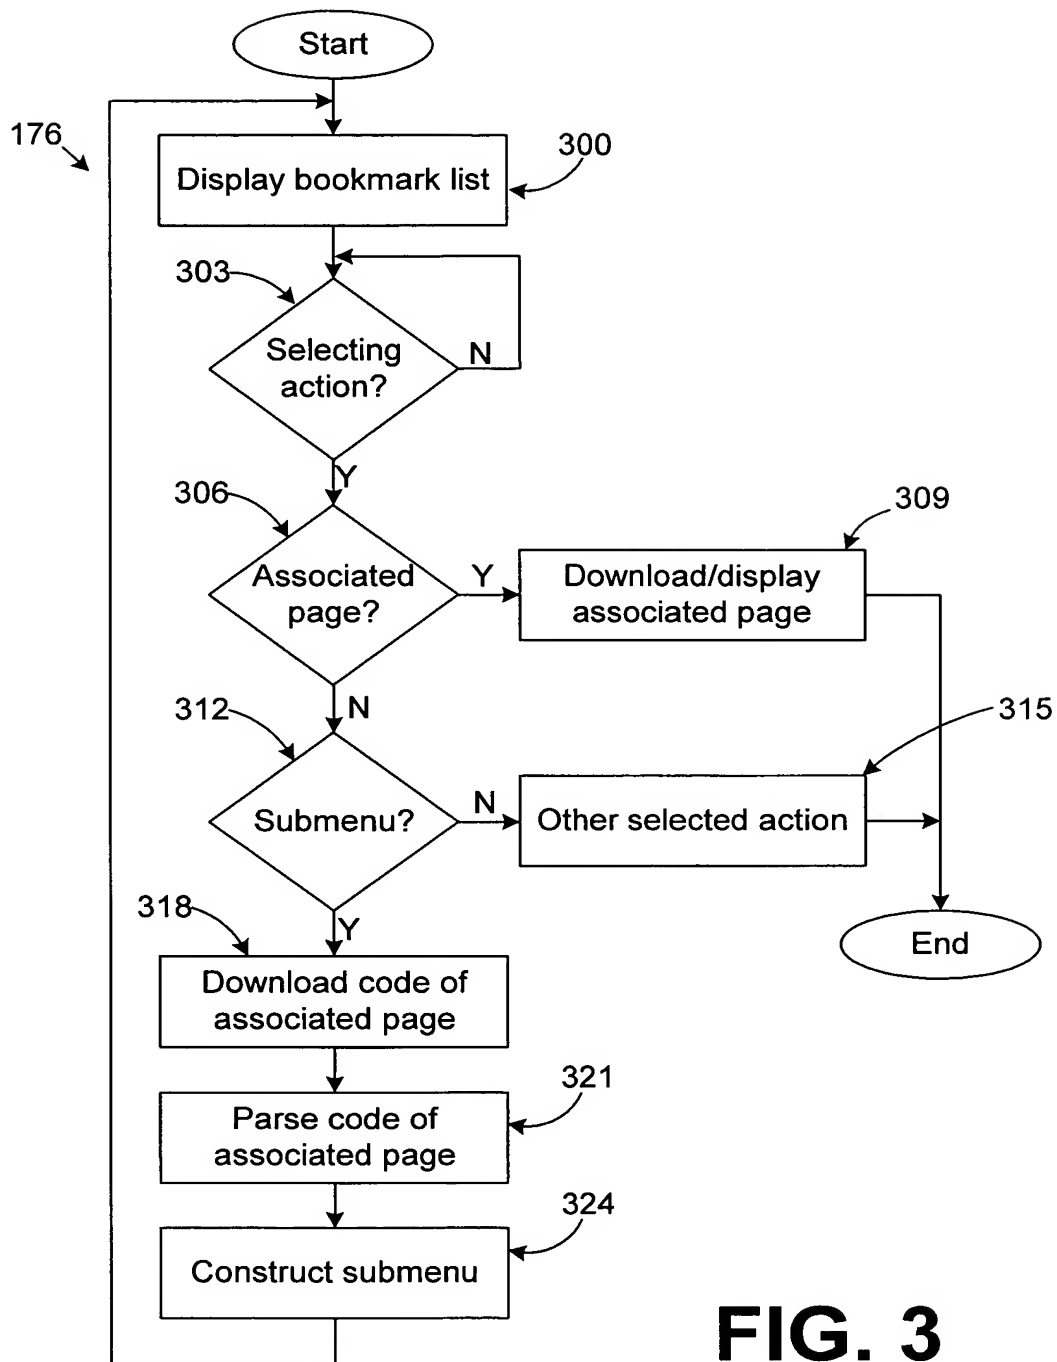 Start
176
Display bookmark list
300
303
Selecting
action?
N
Y
306
Associated
page?
Y
Download/display
associated page
309
N
312
Submenu?
N
Other selected action
315
Y
End
318
Download code of
associated page
321
Parse code of
associated page
324
Construct submenu
FIG. 3